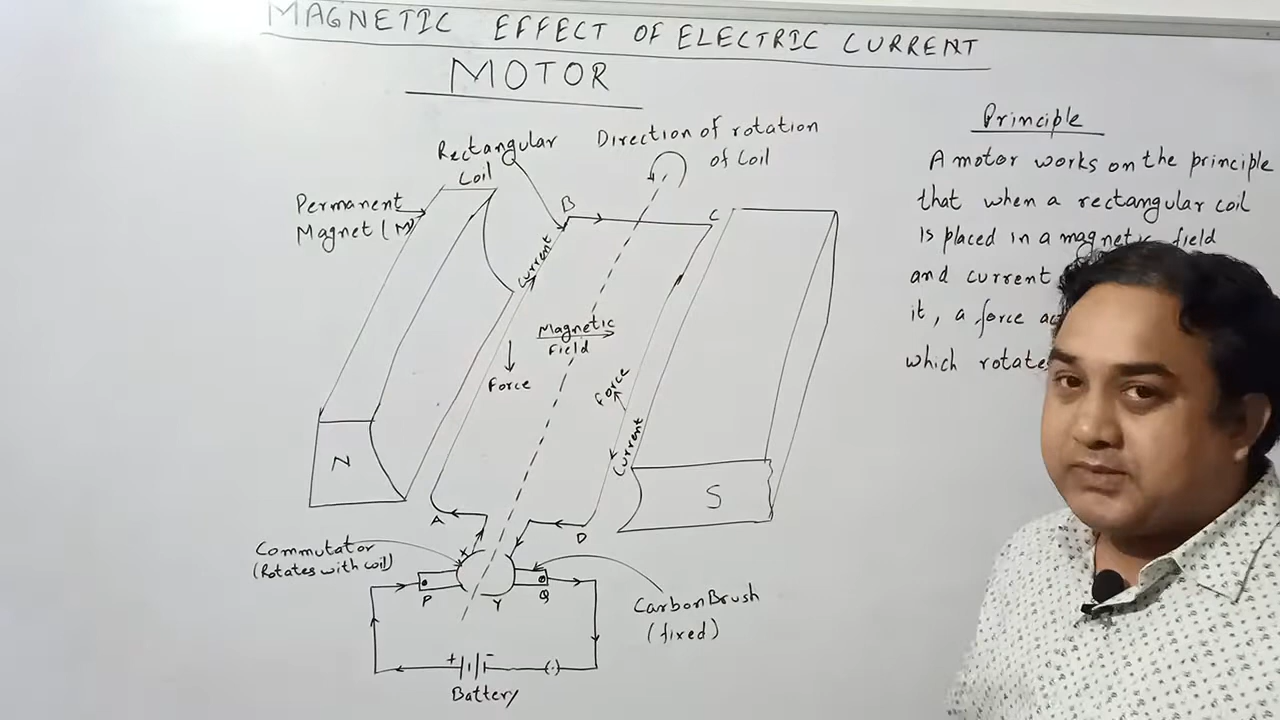 MAGNETIC EFFECT OF ELECTRIC CURRENT
MOTOR
Principle
A motor works on the principle
that when a rectangular coil
is placed in a magnetic field
and current
it, a force
which rotates
Rectangular
Coil
Direction of rotation
of coil
Permanent
Magnet (M)
B
C
Current
Magnetic
field
Force
Force
Current
N
S
A
D
Commutator
(Rotates with coil)
X
P
Y
Q
Carbon Brush
(fixed)
+
-
( )
Battery